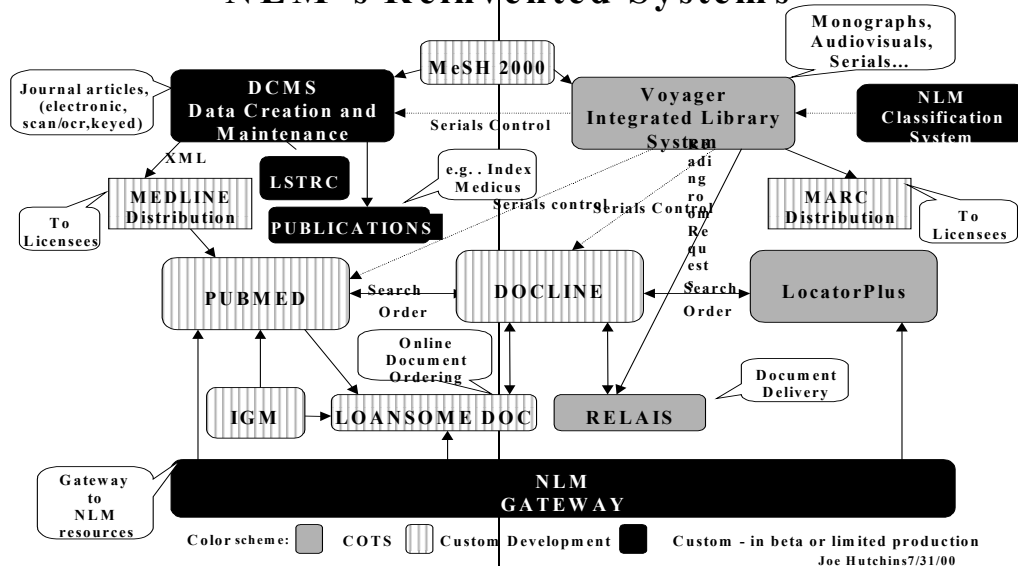 NLM's Reinvented Systems
Monographs,
Audiovisuals,
Serials...
MeSH 2000
Journal articles,
(electronic,
scan/ocr,keyed)
DCMS
Data Creation and
Maintenance
Voyager
Integrated Library
System
NLM
Classification
System
Serials Control
XML
LSTRC
e.g. . Index
Medicus
Reading room Requests
MEDLINE
Distribution
To
Licensees
PUBLICATIONS
Serials control
Serials Control
MARC
Distribution
To
Licensees
PUBMED
Search
Order
DOCLINE
Search
Order
LocatorPlus
Online
Document
Ordering
Document
Delivery
IGM
LOANSOME DOC
RELAIS
Gateway
to
NLM
resources
NLM
GATEWAY
Color scheme: COTS Custom Development Custom - in beta or limited production
Joe Hutchins7/31/00